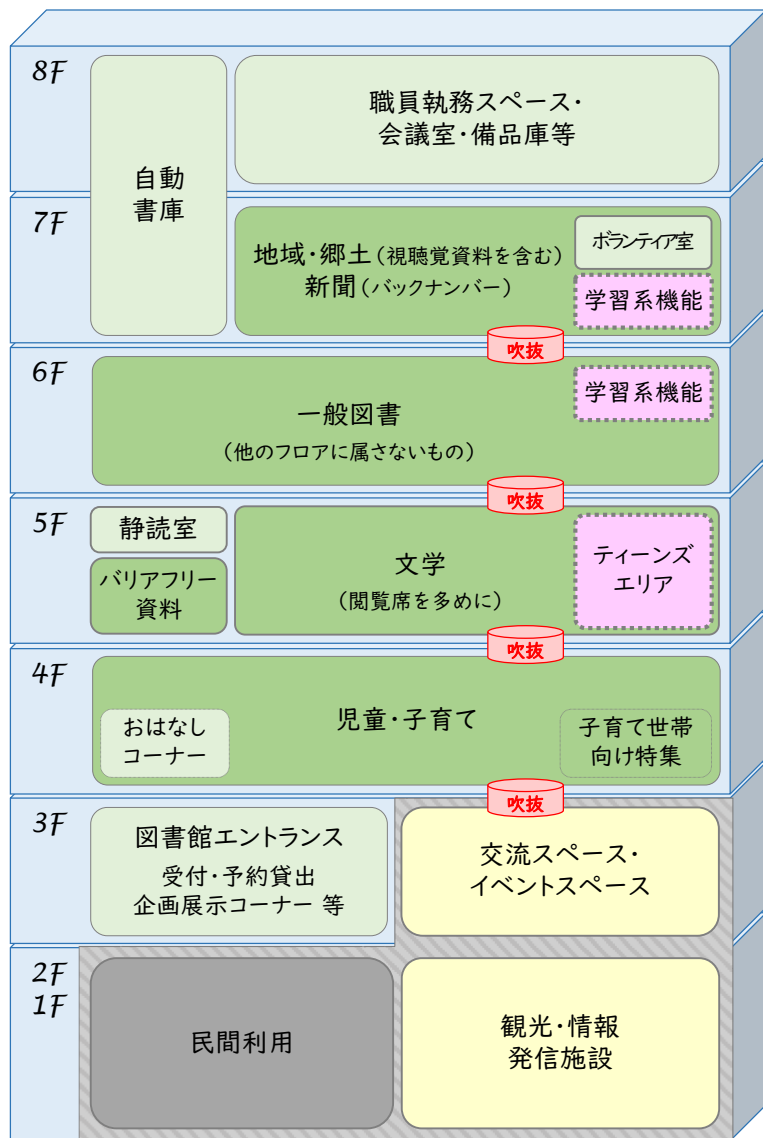 8F
職員執務スペース・
会議室・備品庫等
自動
書庫
7F
地域・郷土(視聴覚資料を含む)
新聞(バックナンバー)
ボランティア室
学習系機能
吹抜
6F
一般図書
(他のフロアに属さないもの)
学習系機能
吹抜
5F
静読室
バリアフリー
資料
文学
(閲覧席を多めに)
ティーンズ
エリア
吹抜
4F
児童・子育て
おはなし
コーナー
子育て世帯
向け特集
吹抜
3F
図書館エントランス
受付・予約貸出
企画展示コーナー 等
交流スペース・
イベントスペース
2F
1F
民間利用
観光・情報
発信施設